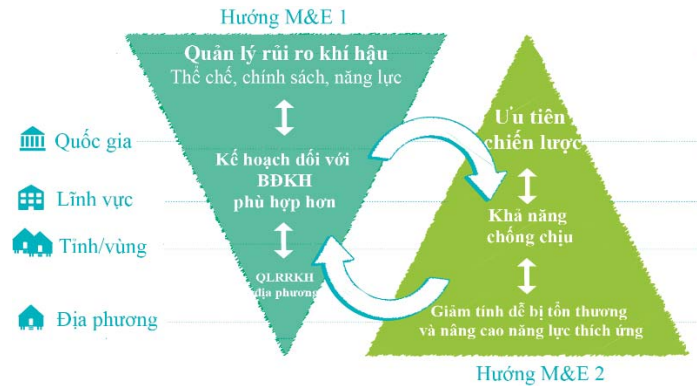 Hướng M&E 1
Quản lý rủi ro khí hậu
Thể chế, chính sách, năng lực
Kế hoạch đối với
BĐKH
phù hợp hơn
QLRRKH
địa phương
Quốc gia
Lĩnh vực
Tỉnh/vùng
Địa phương
Ưu tiên
chiến lược
Khả năng
chống chịu
Giảm tính dễ bị tổn thương
và nâng cao năng lực thích ứng
Hướng M&E 2